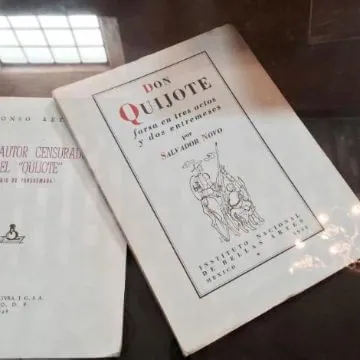 AUTOR CENSURADO
EL "QUIJOTE"
DON
QUIJOTE
farsa en tres actos
y dos entremeses
por
SALVADOR NOVO
INSTITUTO NACIONAL
DE BELLAS ARTES
MEXICO